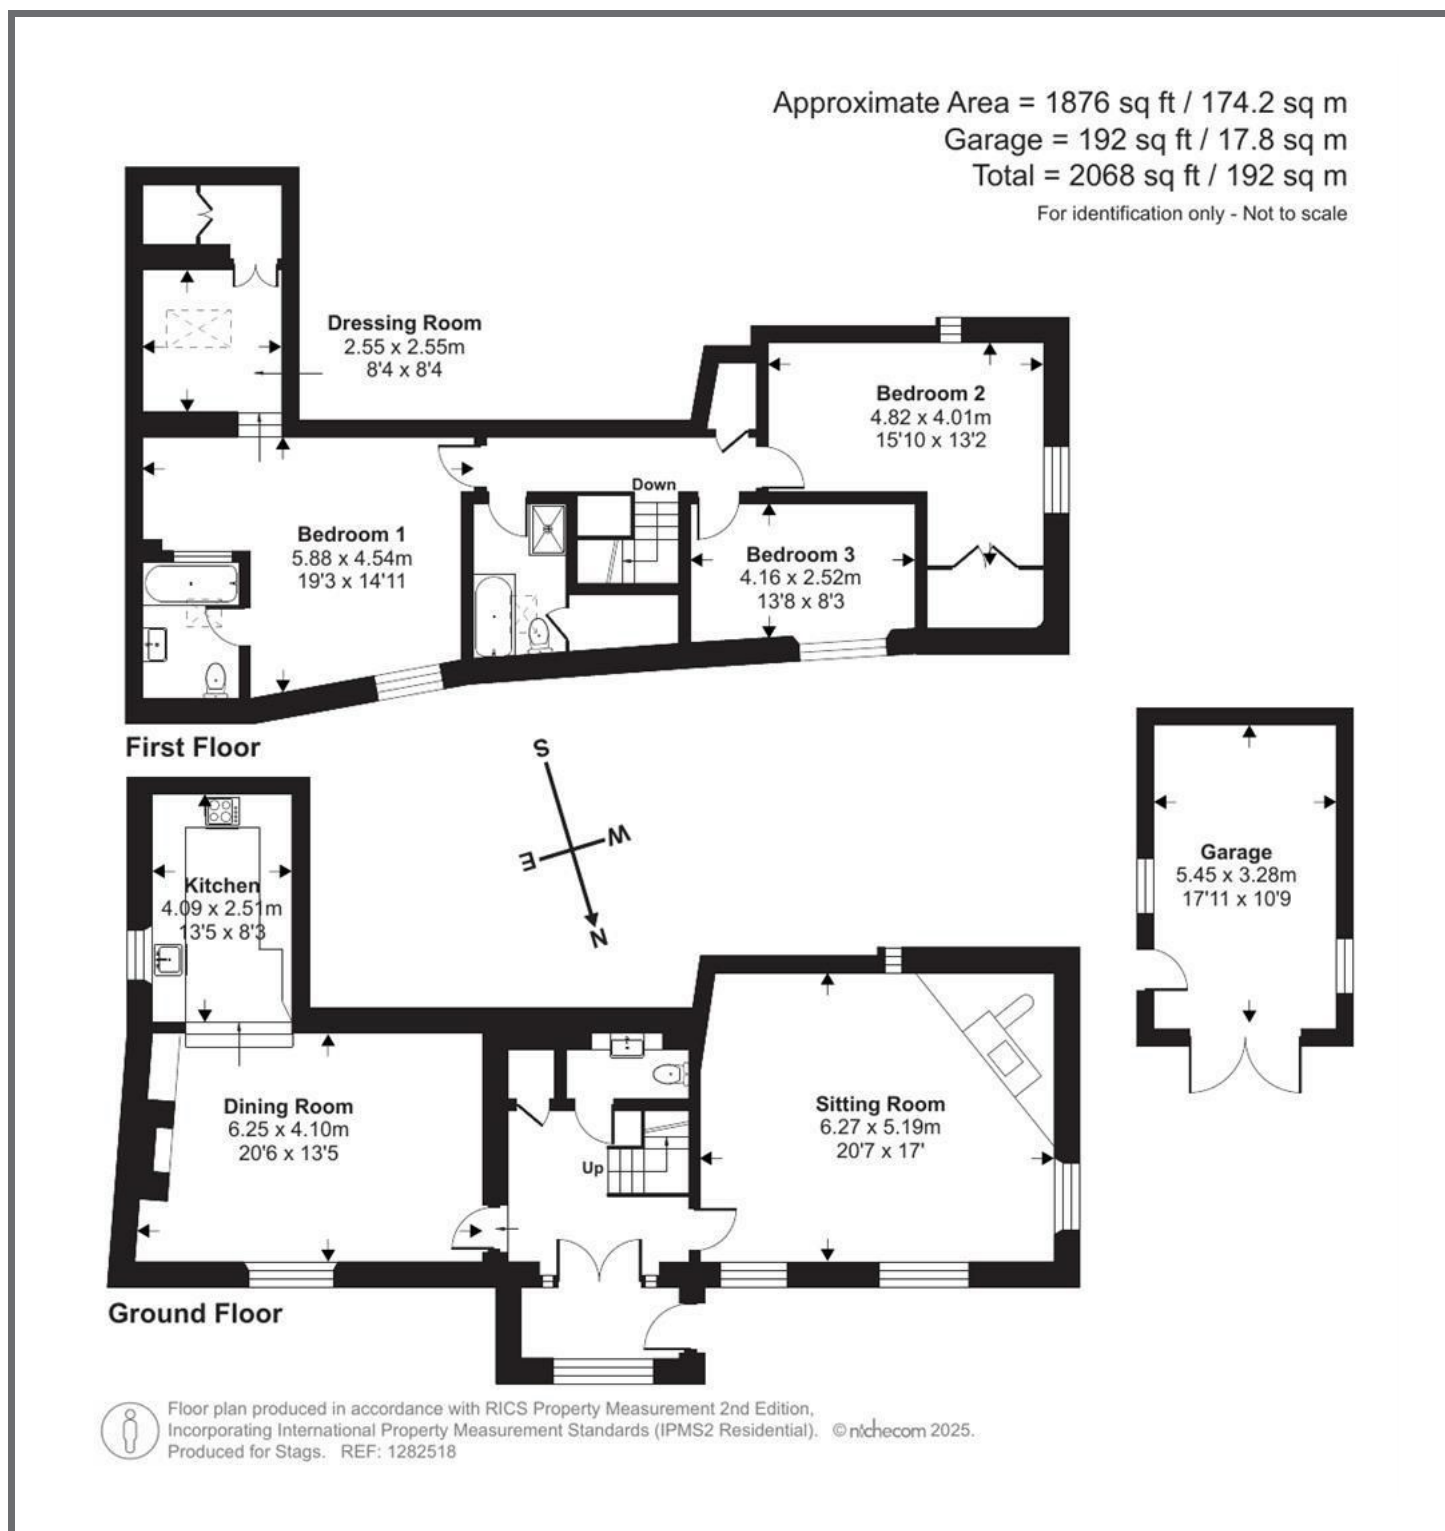 Approximate Area = 1876 sq ft / 174.2 sq m
Garage = 192 sq ft / 17.8 sq m
Total = 2068 sq ft / 192 sq m
For identification only - Not to scale
Dressing Room
2.55 x 2.55m
8'4 x 8'4
Bedroom 2
4.82 x 4.01m
15'10 x 13'2
Down
Bedroom 1
5.88 x 4.54m
19'3 x 14'11
Bedroom 3
4.16 x 2.52m
13'8 x 8'3
First Floor
S
W
E
N
Kitchen
4.09 x 2.51m
13'5 x 8'3
Garage
5.45 x 3.28m
17'11 x 10'9
Dining Room
6.25 x 4.10m
20'6 x 13'5
Up
Sitting Room
6.27 x 5.19m
20'7 x 17'
Ground Floor
Floor plan produced in accordance with RICS Property Measurement 2nd Edition,
Incorporating International Property Measurement Standards (IPMS2 Residential). © nichecom 2025.
Produced for Stags. REF: 1282518